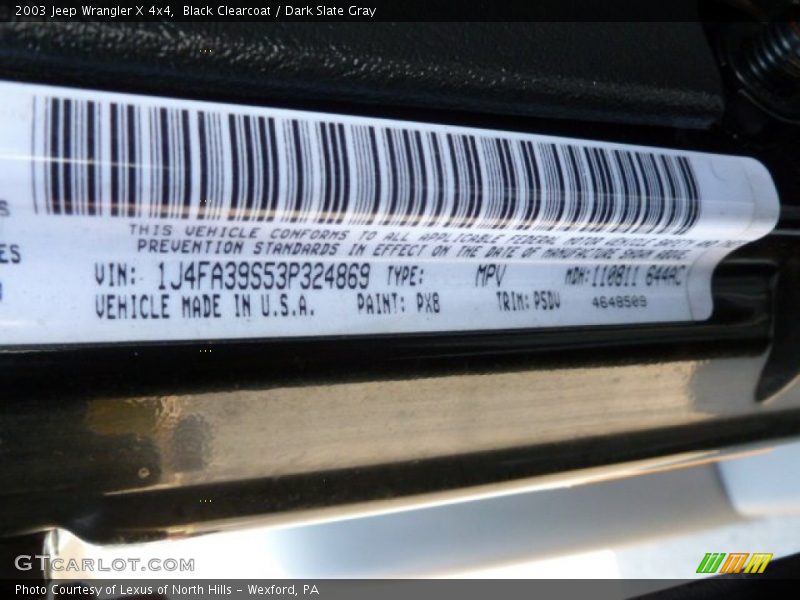 2003 Jeep Wrangler X 4x4,  Black Clearcoat / Dark Slate Gray
S
ES
THIS VEHICLE CONFORMS TO ALL APPLICABLE FEDERAL MOTOR VEHICLE SAFETY AND
PREVENTION STANDARDS IN EFFECT ON THE DATE OF MANUFACTURE SHOWN ABOVE.
VIN: 1J4FA39S53P324869 TYPE: MPV MDH: 110811 644AC
VEHICLE MADE IN U.S.A. PAINT: PX8 TRIM: P5DV 4648509
GTCARLOT.COM
Photo Courtesy of Lexus of North Hills – Wexford, PA